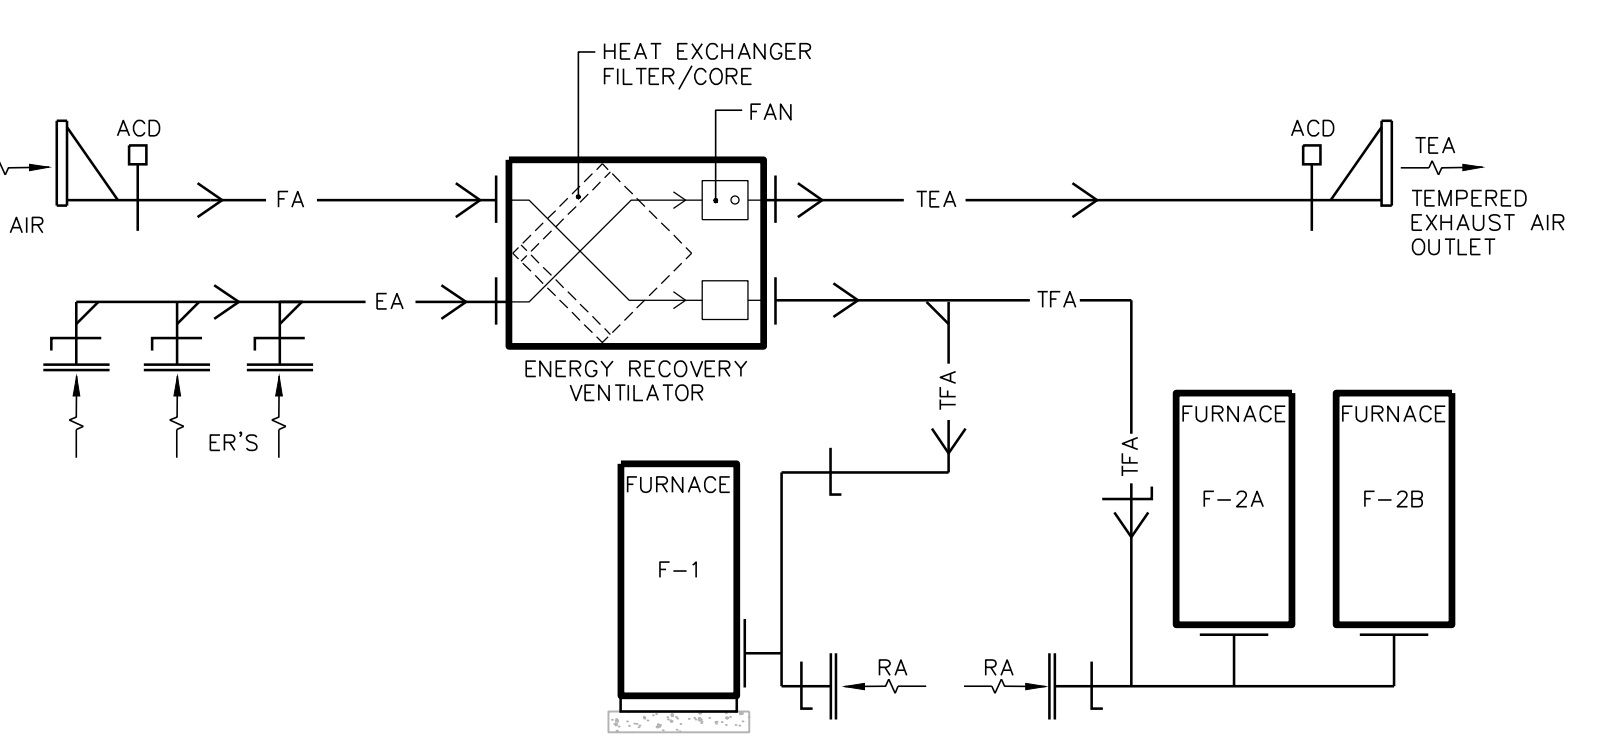 HEAT EXCHANGER
FILTER/CORE
FAN
ACD
ACD
TEA
FA
TEA
TEMPERED
EXHAUST AIR
OUTLET
AIR
EA
TFA
ENERGY RECOVERY
VENTILATOR
TFA
FURNACE
FURNACE
ER'S
TFA
FURNACE
F-2A
F-2B
F-1
RA
RA